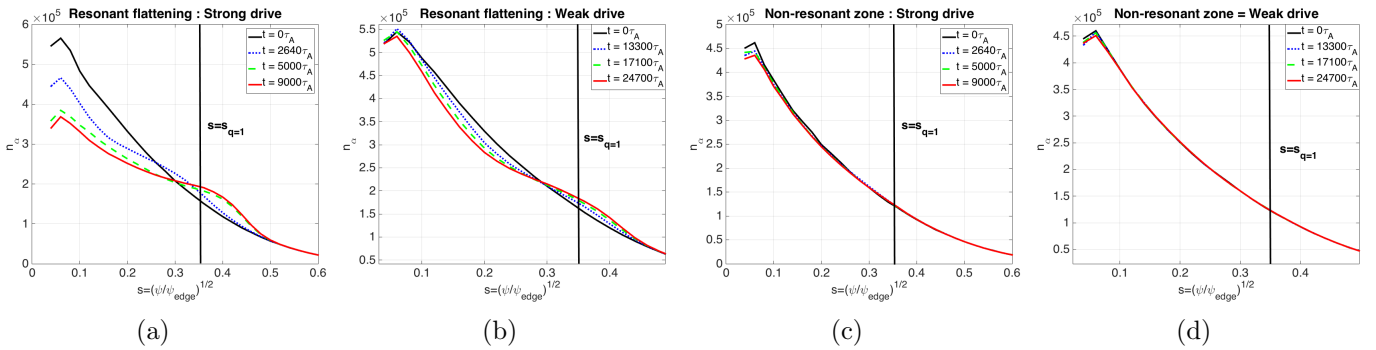 Resonant flattening : Strong drive
×10⁵
6
5
4
3
2
1
0
n_α
0
0.1
0.2
0.3
0.4
0.5
0.6
s=(ψ/ψ_edge)^1/2
t = 0τ_A
t = 2640τ_A
t = 5000τ_A
t = 9000τ_A
s=s_q=1
(a)
Resonant flattening : Weak drive
×10⁵
5.5
5
4.5
4
3.5
3
2.5
2
1.5
1
0.5
n_α
0.1
0.2
0.3
0.4
s=(ψ/ψ_edge)^1/2
t = 0τ_A
t = 13300τ_A
t = 17100τ_A
t = 24700τ_A
s=s_q=1
(b)
Non-resonant zone : Strong drive
×10⁵
5
4.5
4
3.5
3
2.5
2
1.5
1
0.5
0
n_α
0
0.1
0.2
0.3
0.4
0.5
0.6
s=(ψ/ψ_edge)^1/2
t = 0τ_A
t = 2640τ_A
t = 5000τ_A
t = 9000τ_A
s=s_q=1
(c)
Non-resonant zone = Weak drive
×10⁵
4.5
4
3.5
3
2.5
2
1.5
1
0.5
n_α
0.1
0.2
0.3
0.4
s=(ψ/ψ_edge)^1/2
t = 0τ_A
t = 13300τ_A
t = 17100τ_A
t = 24700τ_A
s=s_q=1
(d)